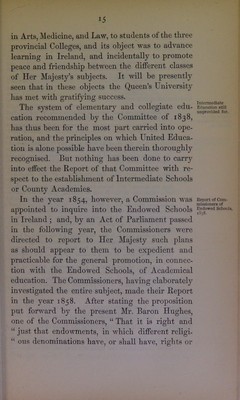 15
in Arts, Medicine, and Law, to students of the three
provincial Colleges, and its object was to advance
learning in Ireland, and incidentally to promote
peace and friendship between the different classes
of Her Majesty's subjects. It will be presently
seen that in these objects the Queen's University
has met with gratifying success.
The system of elementary and collegiate edu-
cation recommended by the Committee of 1838,
has thus been for the most part carried into ope-
ration, and the principles on which United Educa-
tion is alone possible have been therein thoroughly
recognised. But nothing has been done to carry
into effect the Report of that Committee with re-
spect to the establishment of Intermediate Schools
or County Academies.
In the year 1854, however, a Commission was
appointed to inquire into the Endowed Schools
in Ireland; and, by an Act of Parliament passed
in the following year, the Commissioners were
directed to report to Her Majesty such plans
as should appear to them to be expedient and
practicable for the general promotion, in connec-
tion with the Endowed Schools, of Academical
education. The Commissioners, having elaborately
investigated the entire subject, made their Report
in the year 1858. After stating the proposition
put forward by the present Mr. Baron Hughes,
one of the Commissioners, "That it is right and
"just that endowments, in which different religi-
"ous denominations have, or shall have, rights or
Intermediate
Education still
unprovided for.
Report of Com-
missioners of
Endowed Schools,
1858.